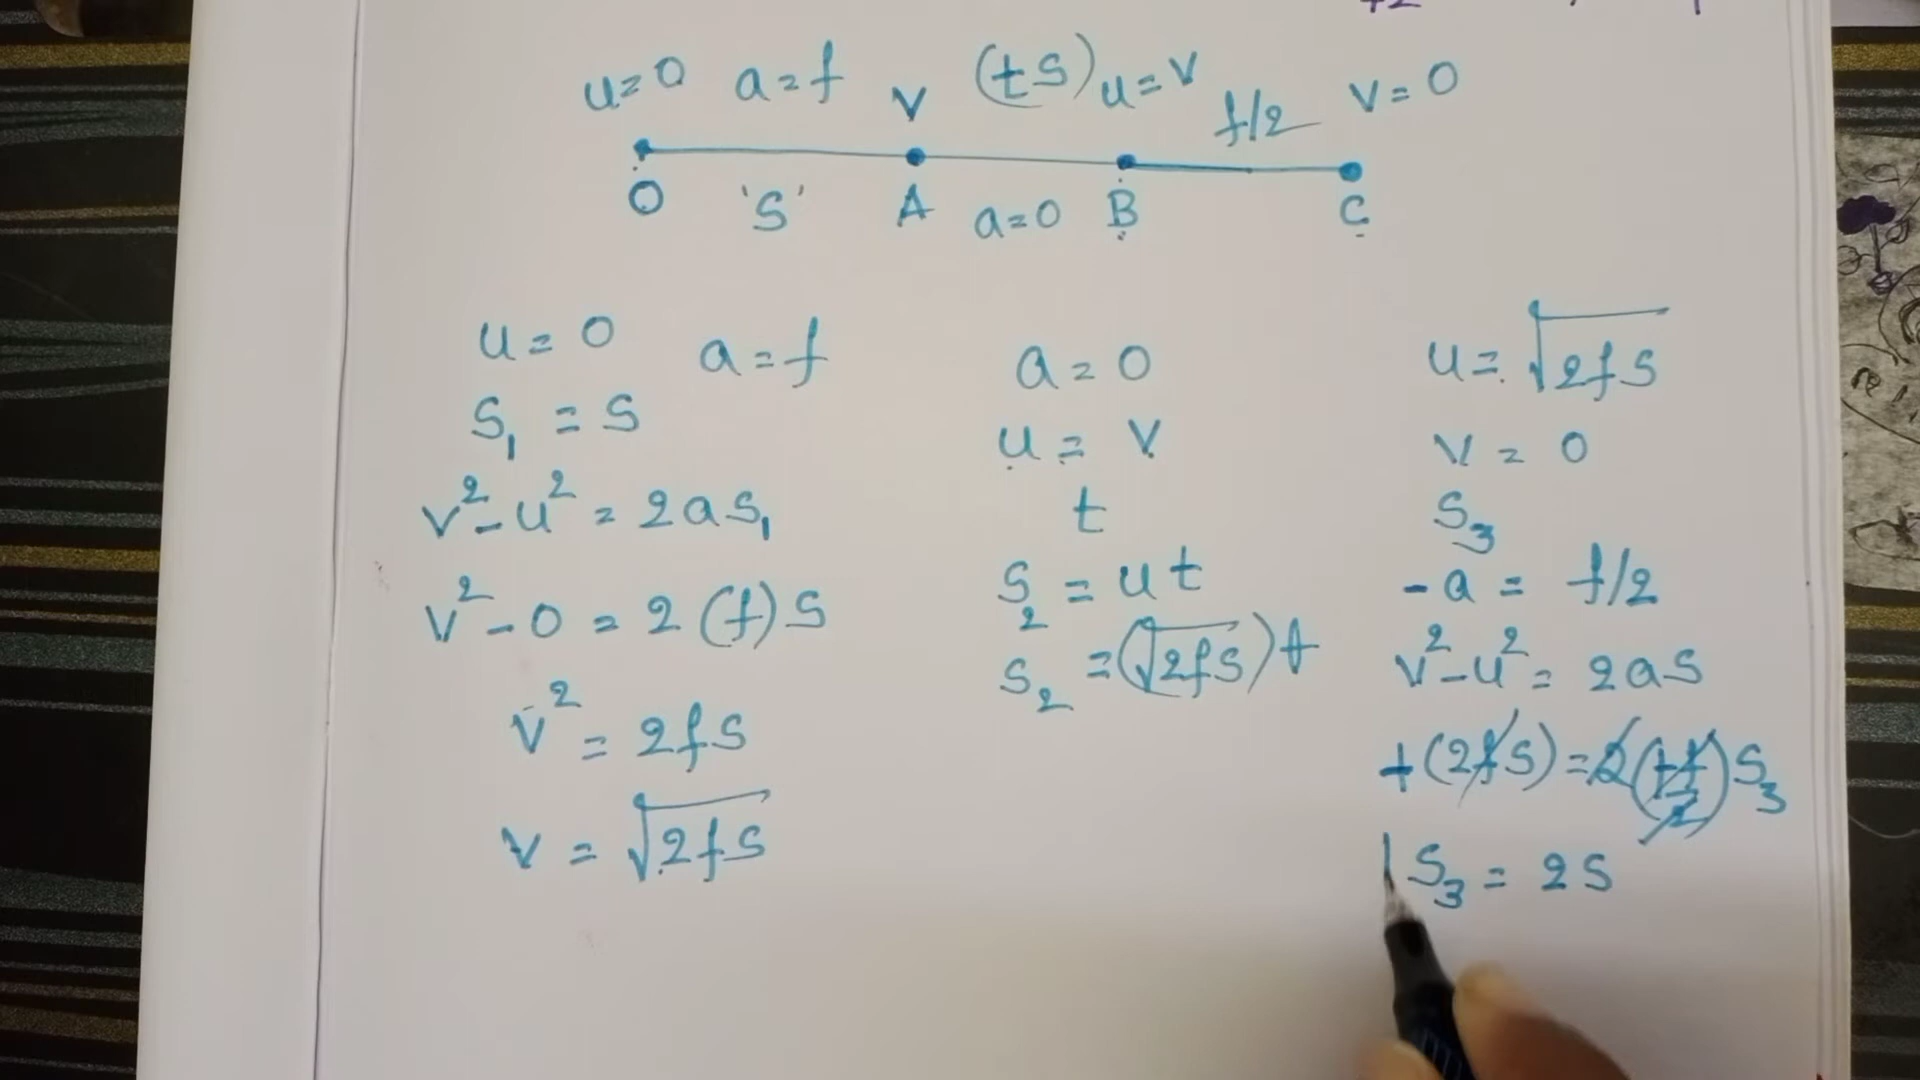 u=0 a=f v (ts) u=v f/2 v=0
O 'S' A a=0 B C
u=0 a=f
S₁ = S
v²-u² = 2as₁
v²-0 = 2(f)s
v² = 2fs
v = √2fs
a=0
u = v
t
S₂ = ut
S₂ = (√2fs)t
u = √2fs
v = 0
S₃
-a = f/2
v²-u² = 2as
+(2fs) = 2(+f/2)S₃
S₃ = 2s